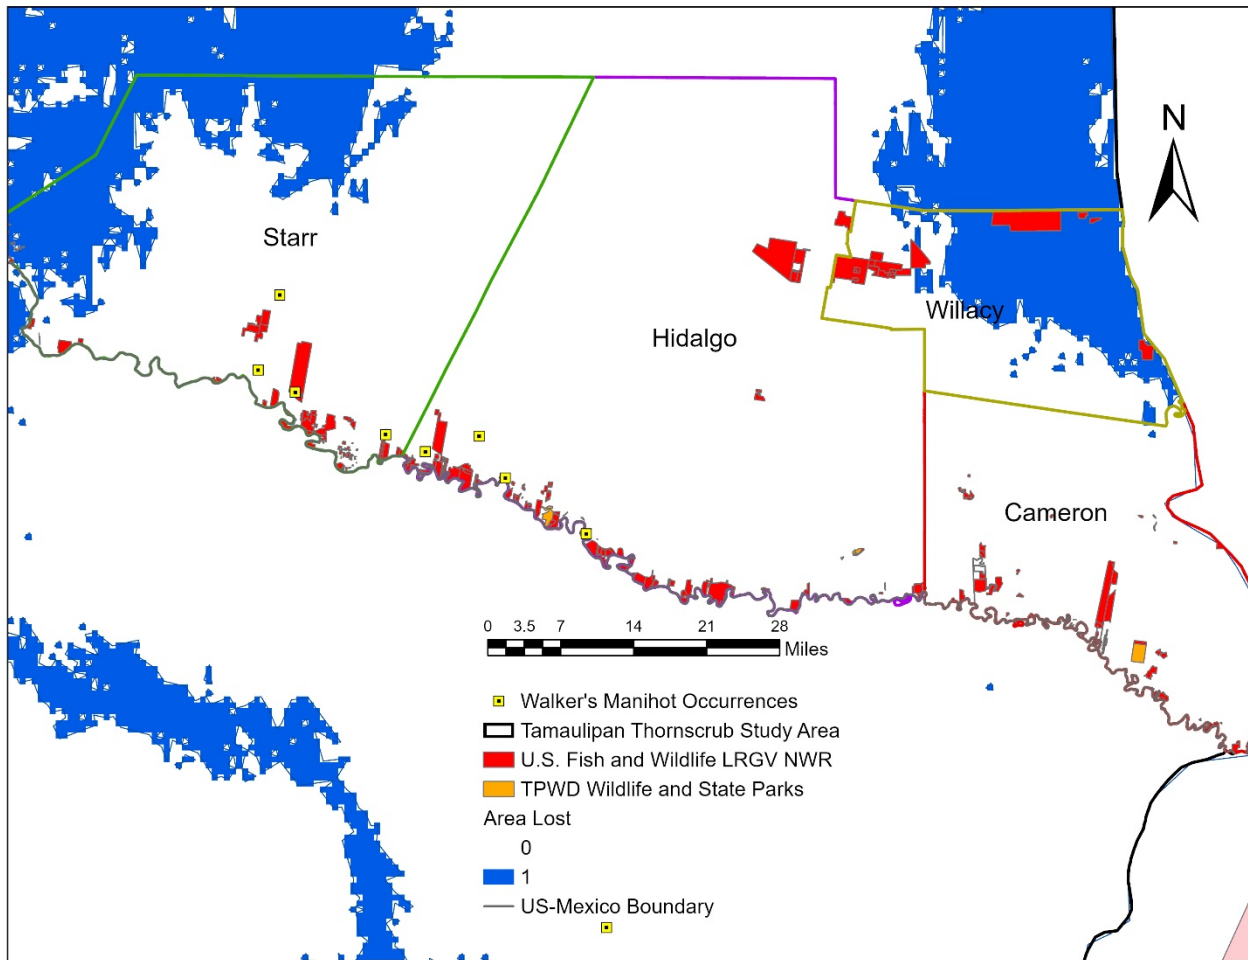 N
Starr
Willacy
Hidalgo
Cameron
0 3.5 7 14 21 28
Miles
Walker's Manihot Occurrences
Tamaulipan Thornscrub Study Area
U.S. Fish and Wildlife LRGV NWR
TPWD Wildlife and State Parks
Area Lost
0
1
US-Mexico Boundary